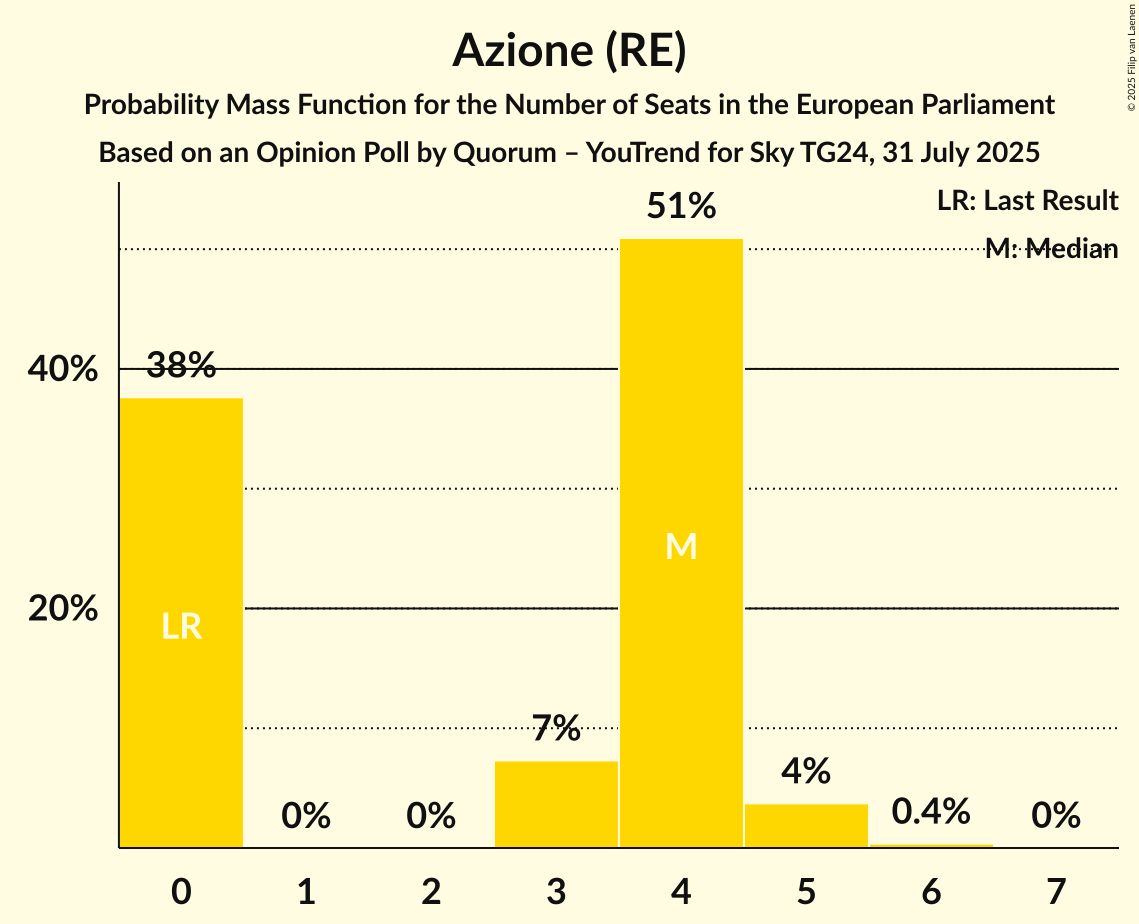 Azione (RE)
Probability Mass Function for the Number of Seats in the European Parliament
Based on an Opinion Poll by Quorum – YouTrend for Sky TG24, 31 July 2025
© 2025 Filip van Laenen
LR: Last Result
M: Median
51%
38%
40%
M
20%
LR
7%
4%
0%
0%
0.4%
0%
0 1 2 3 4 5 6 7